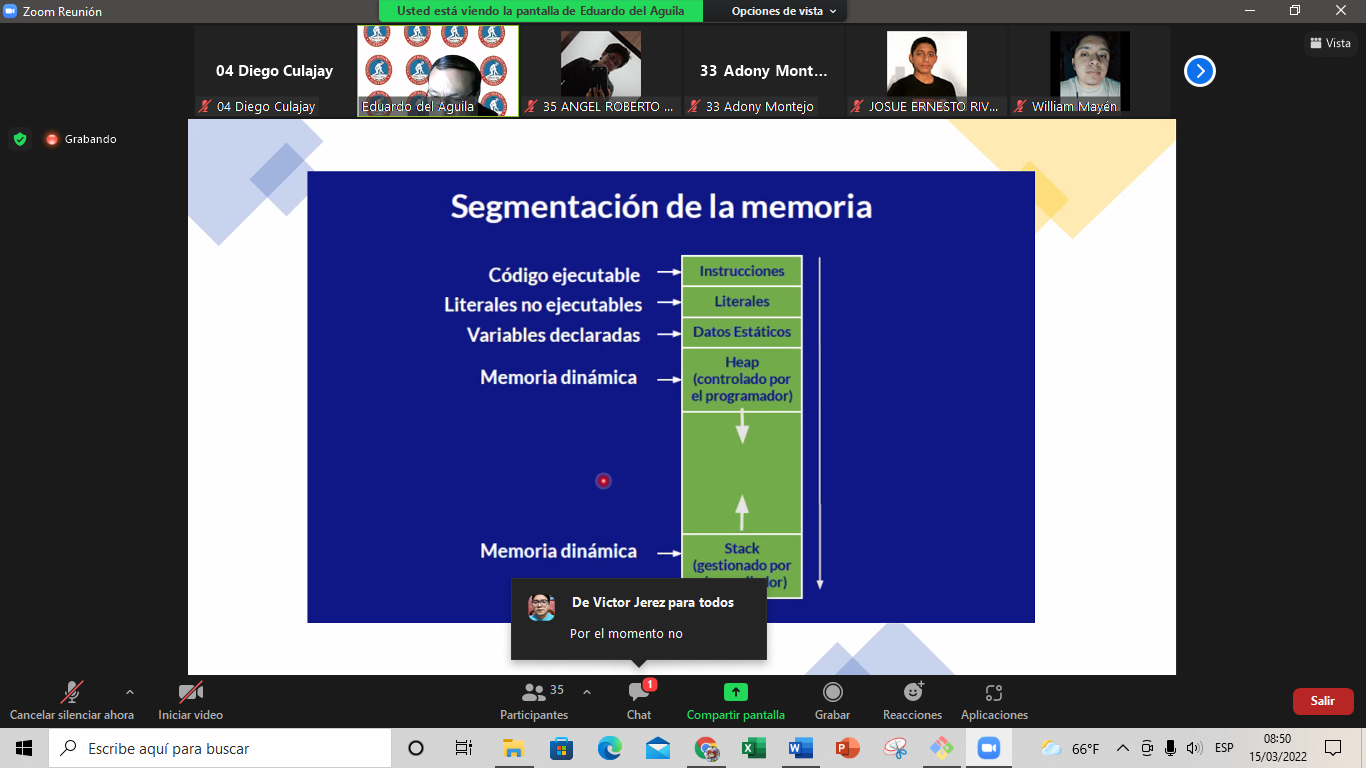 Zoom Reunión
Usted está viendo la pantalla de Eduardo del Aguila
Opciones de vista
04 Diego Culajay
04 Diego Culajay
Eduardo del Aguila
35 ANGEL ROBERTO ...
33 Adony Mont...
33 Adony Montejo
JOSUE ERNESTO RIV...
William Mayén
Vista
Grabando
Segmentación de la memoria
Código ejecutable
Instrucciones
Literales no ejecutables
Literales
Variables declaradas
Datos Estáticos
Memoria dinámica
Heap
(controlado por
el programador)
Memoria dinámica
Stack
(gestionado por
De Victor Jerez para todos
Por el momento no
Cancelar silenciar ahora
Iniciar video
35
Participantes
1
Chat
Compartir pantalla
Grabar
Reacciones
Aplicaciones
Salir
Escribe aquí para buscar
66°F
ESP
08:50
15/03/2022